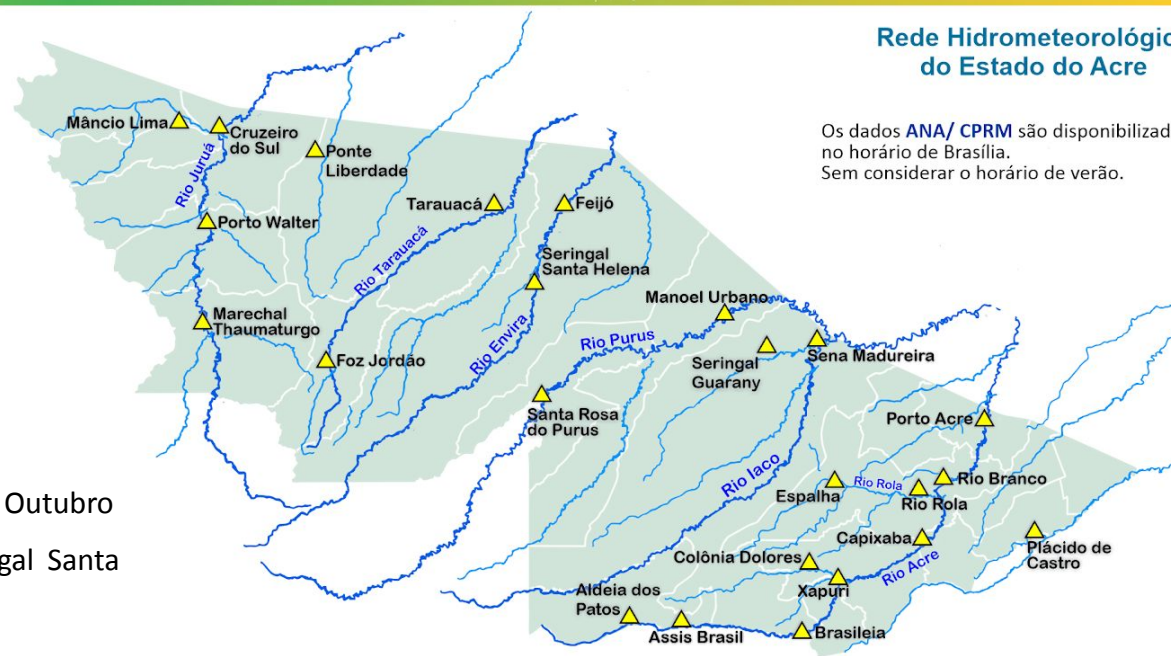 Rede Hidrometeorológic
do Estado do Acre
Os dados ANA/ CPRM são disponibilizad
no horário de Brasília.
Sem considerar o horário de verão.
Mâncio Lima
Cruzeiro
do Sul
Ponte
Liberdade
Rio Juruá
Porto Walter
Tarauacá
Feijó
Rio Tarauacá
Seringal
Santa Helena
Marechal
Thaumaturgo
Foz Jordão
Rio Envira
Manoel Urbano
Rio Purus
Seringal
Guarany
Sena Madureira
Santa Rosa
do Purus
Porto Acre
Rio Iaco
Espalha
Rio Rola
Rio Rola
Rio Branco
Capixaba
Plácido de
Castro
Colônia Dolores
Rio Acre
Xapuri
Aldeia dos
Patos
Assis Brasil
Brasileia
Outubro
gal Santa